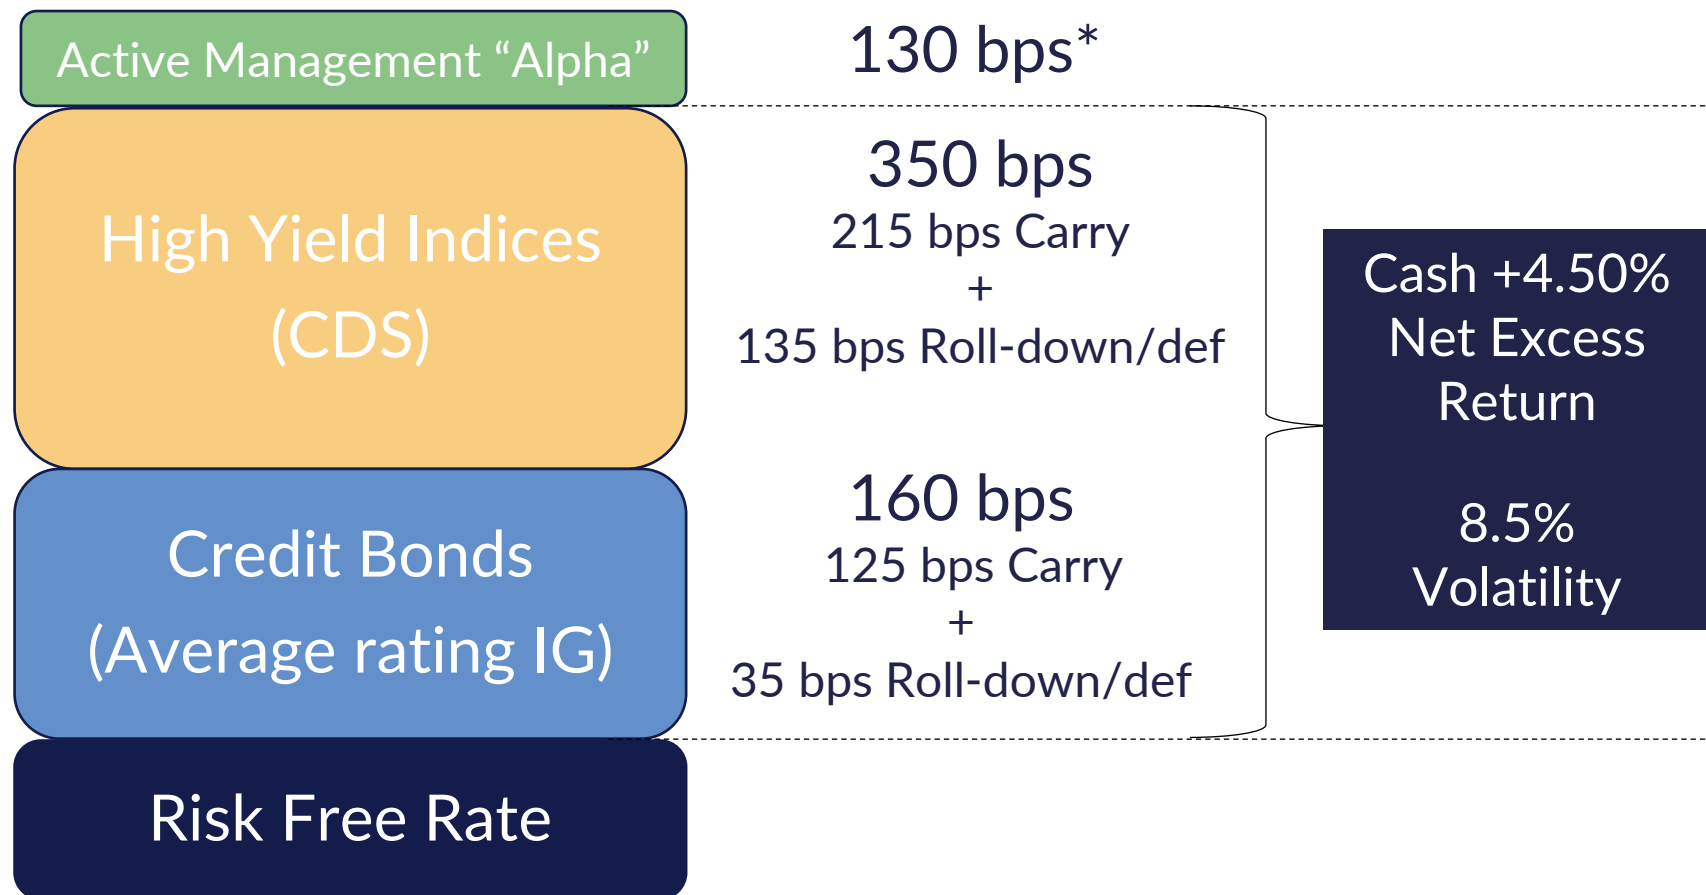 Active Management “Alpha”
130 bps*
High Yield Indices
(CDS)
350 bps
215 bps Carry
+
135 bps Roll-down/def
Cash +4.50%
Net Excess
Return
8.5%
Volatility
Credit Bonds
(Average rating IG)
160 bps
125 bps Carry
+
35 bps Roll-down/def
Risk Free Rate